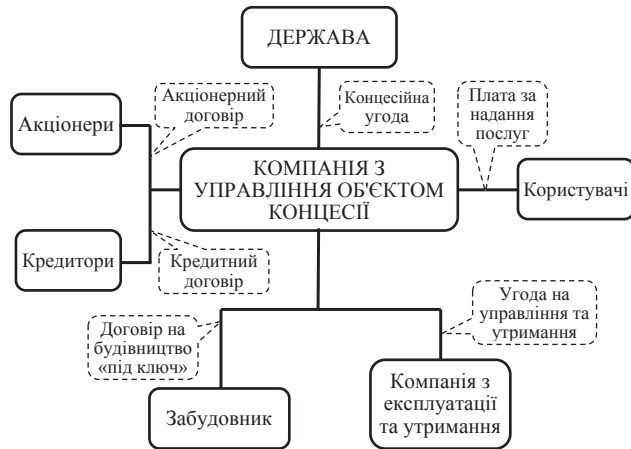 ДЕРЖАВА
Акціонерний
договір
Концесійна
угода
Плата за
надання
послуг
Акціонери
КОМПАНІЯ З
УПРАВЛІННЯ ОБ'ЄКТОМ
КОНЦЕСІЇ
Користувачі
Кредитори
Кредитний
договір
Договір на
будівництво
«під ключ»
Угода на
управління та
утримання
Забудовник
Компанія з
експлуатації
та утримання